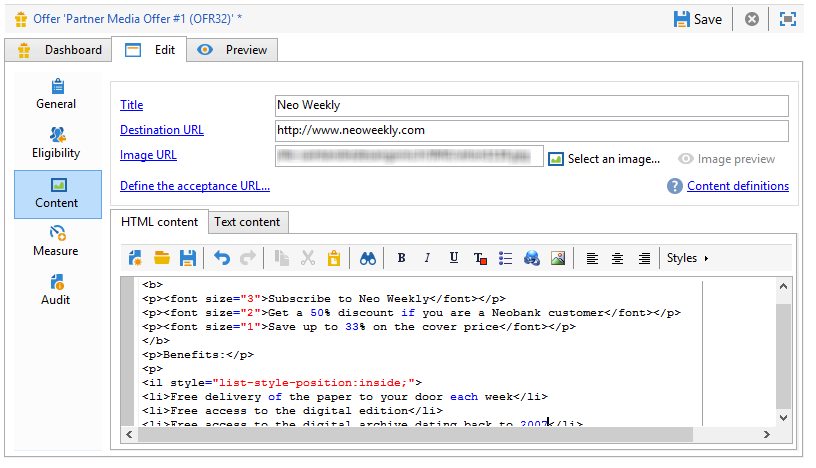 Offer 'Partner Media Offer #1 (OFR32)' *
Save
Dashboard
Edit
Preview
General
Eligibility
Content
Measure
Audit
Title
Neo Weekly
Destination URL
http://www.neoweekly.com
Image URL
Select an image...
Image preview
Define the acceptance URL...
? Content definitions
HTML content
Text content
B I U T Styles
<b>
<p><font size="3">Subscribe to Neo Weekly</font></p>
<p><font size="2">Get a 50% discount if you are a Neobank customer</font></p>
<p><font size="1">Save up to 33% on the cover price</font></p>
</b>
<p>Benefits:</p>
<p>
<il style="list-style-position:inside;">
<li>Free delivery of the paper to your door each week</li>
<li>Free access to the digital edition</li>
<li>Free access to the digital archive dating back to 2007</li>